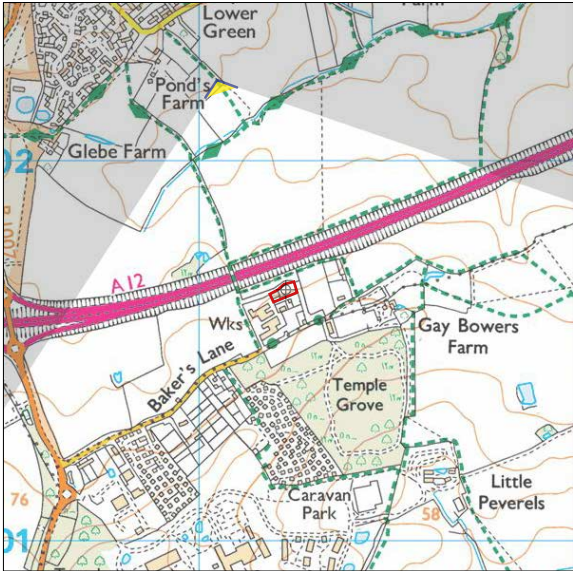 Lower
Green
Pond's
Farm
Glebe Farm
02
A12
Wks
Baker's Lane
Gay Bowers
Farm
Temple
Grove
Caravan
Park
Little
Peverels
76
58
01